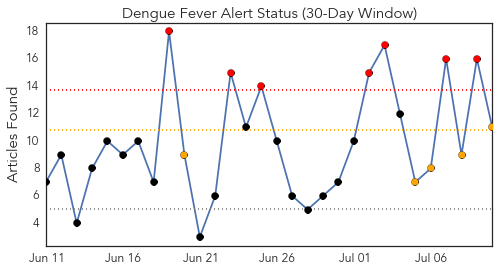 Dengue Fever Alert Status (30-Day Window)
Articles Found
18
16
14
12
10
8
6
4
Jun 11 Jun 16 Jun 21 Jun 26 Jul 01 Jul 06